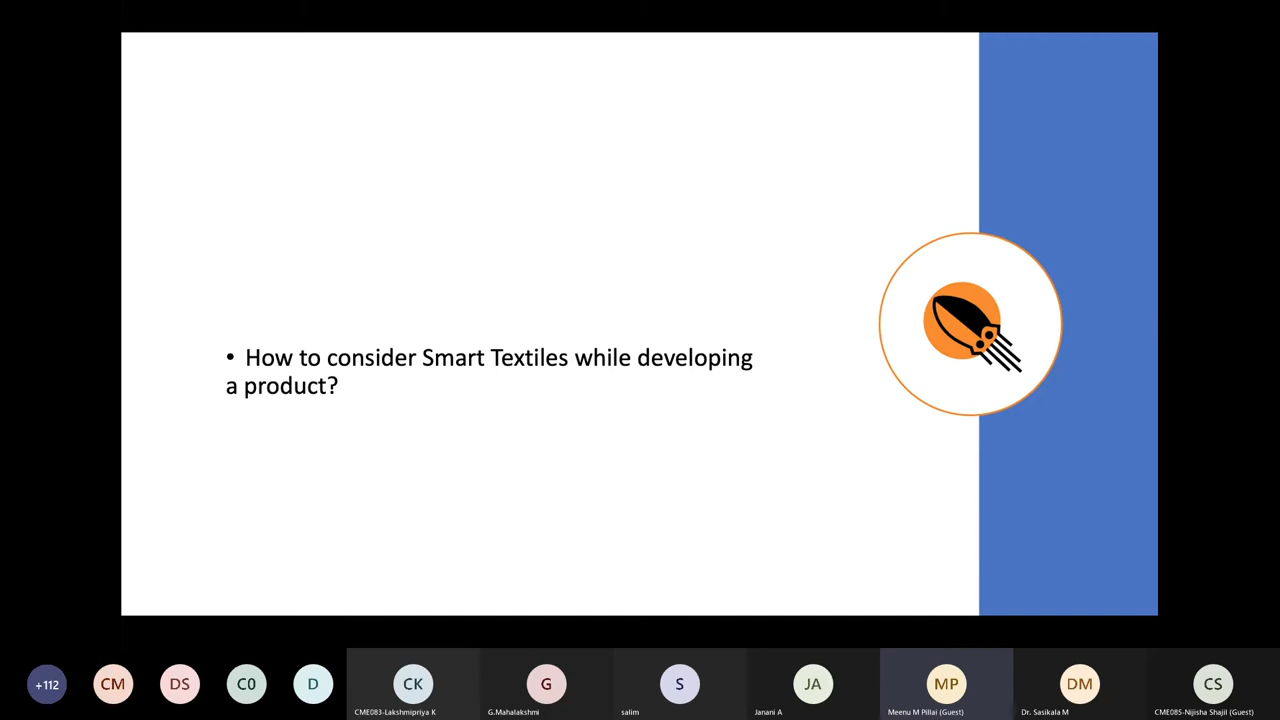 • How to consider Smart Textiles while developing
a product?
+112
CM
DS
C0
D
CK
G
S
JA
MP
DM
CS
CME083-Lakshmipriya K
G.Mahalakshmi
salim
Janani A
Meenu M Pillai (Guest)
Dr. Sasikala M
CME085-Nijisha Shajil (Guest)